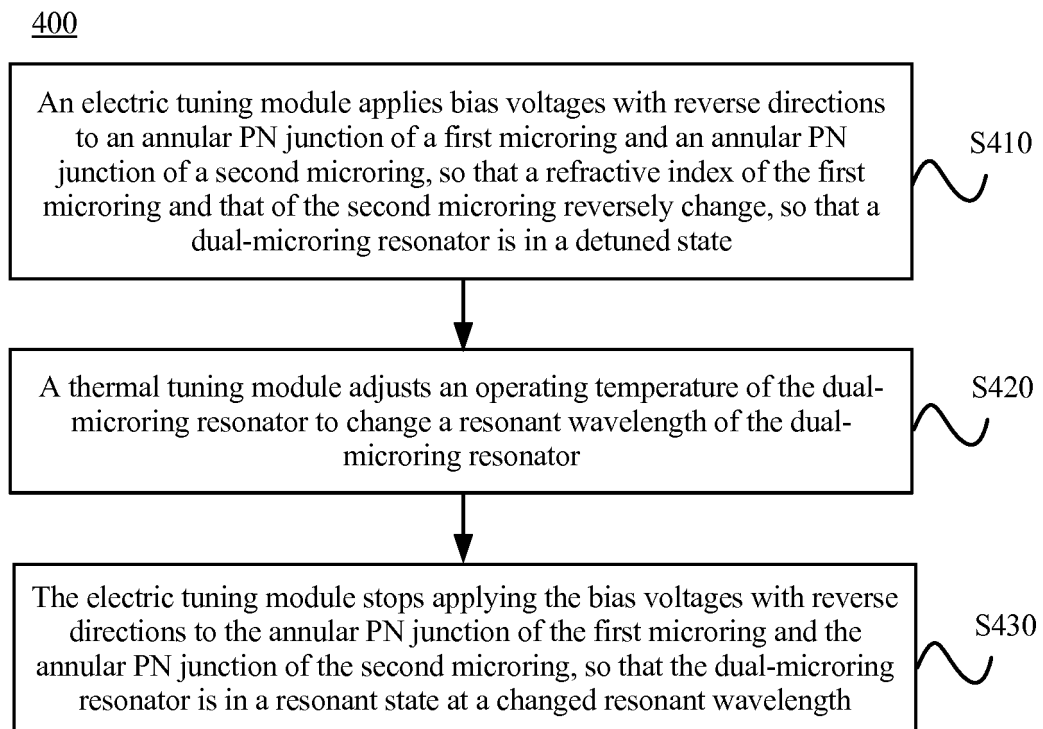 400
An electric tuning module applies bias voltages with reverse directions
to an annular PN junction of a first microring and an annular PN
junction of a second microring, so that a refractive index of the first
microring and that of the second microring reversely change, so that a
dual-microring resonator is in a detuned state
S410
A thermal tuning module adjusts an operating temperature of the dual-
microring resonator to change a resonant wavelength of the dual-
microring resonator
S420
The electric tuning module stops applying the bias voltages with reverse
directions to the annular PN junction of the first microring and the
annular PN junction of the second microring, so that the dual-microring
resonator is in a resonant state at a changed resonant wavelength
S430